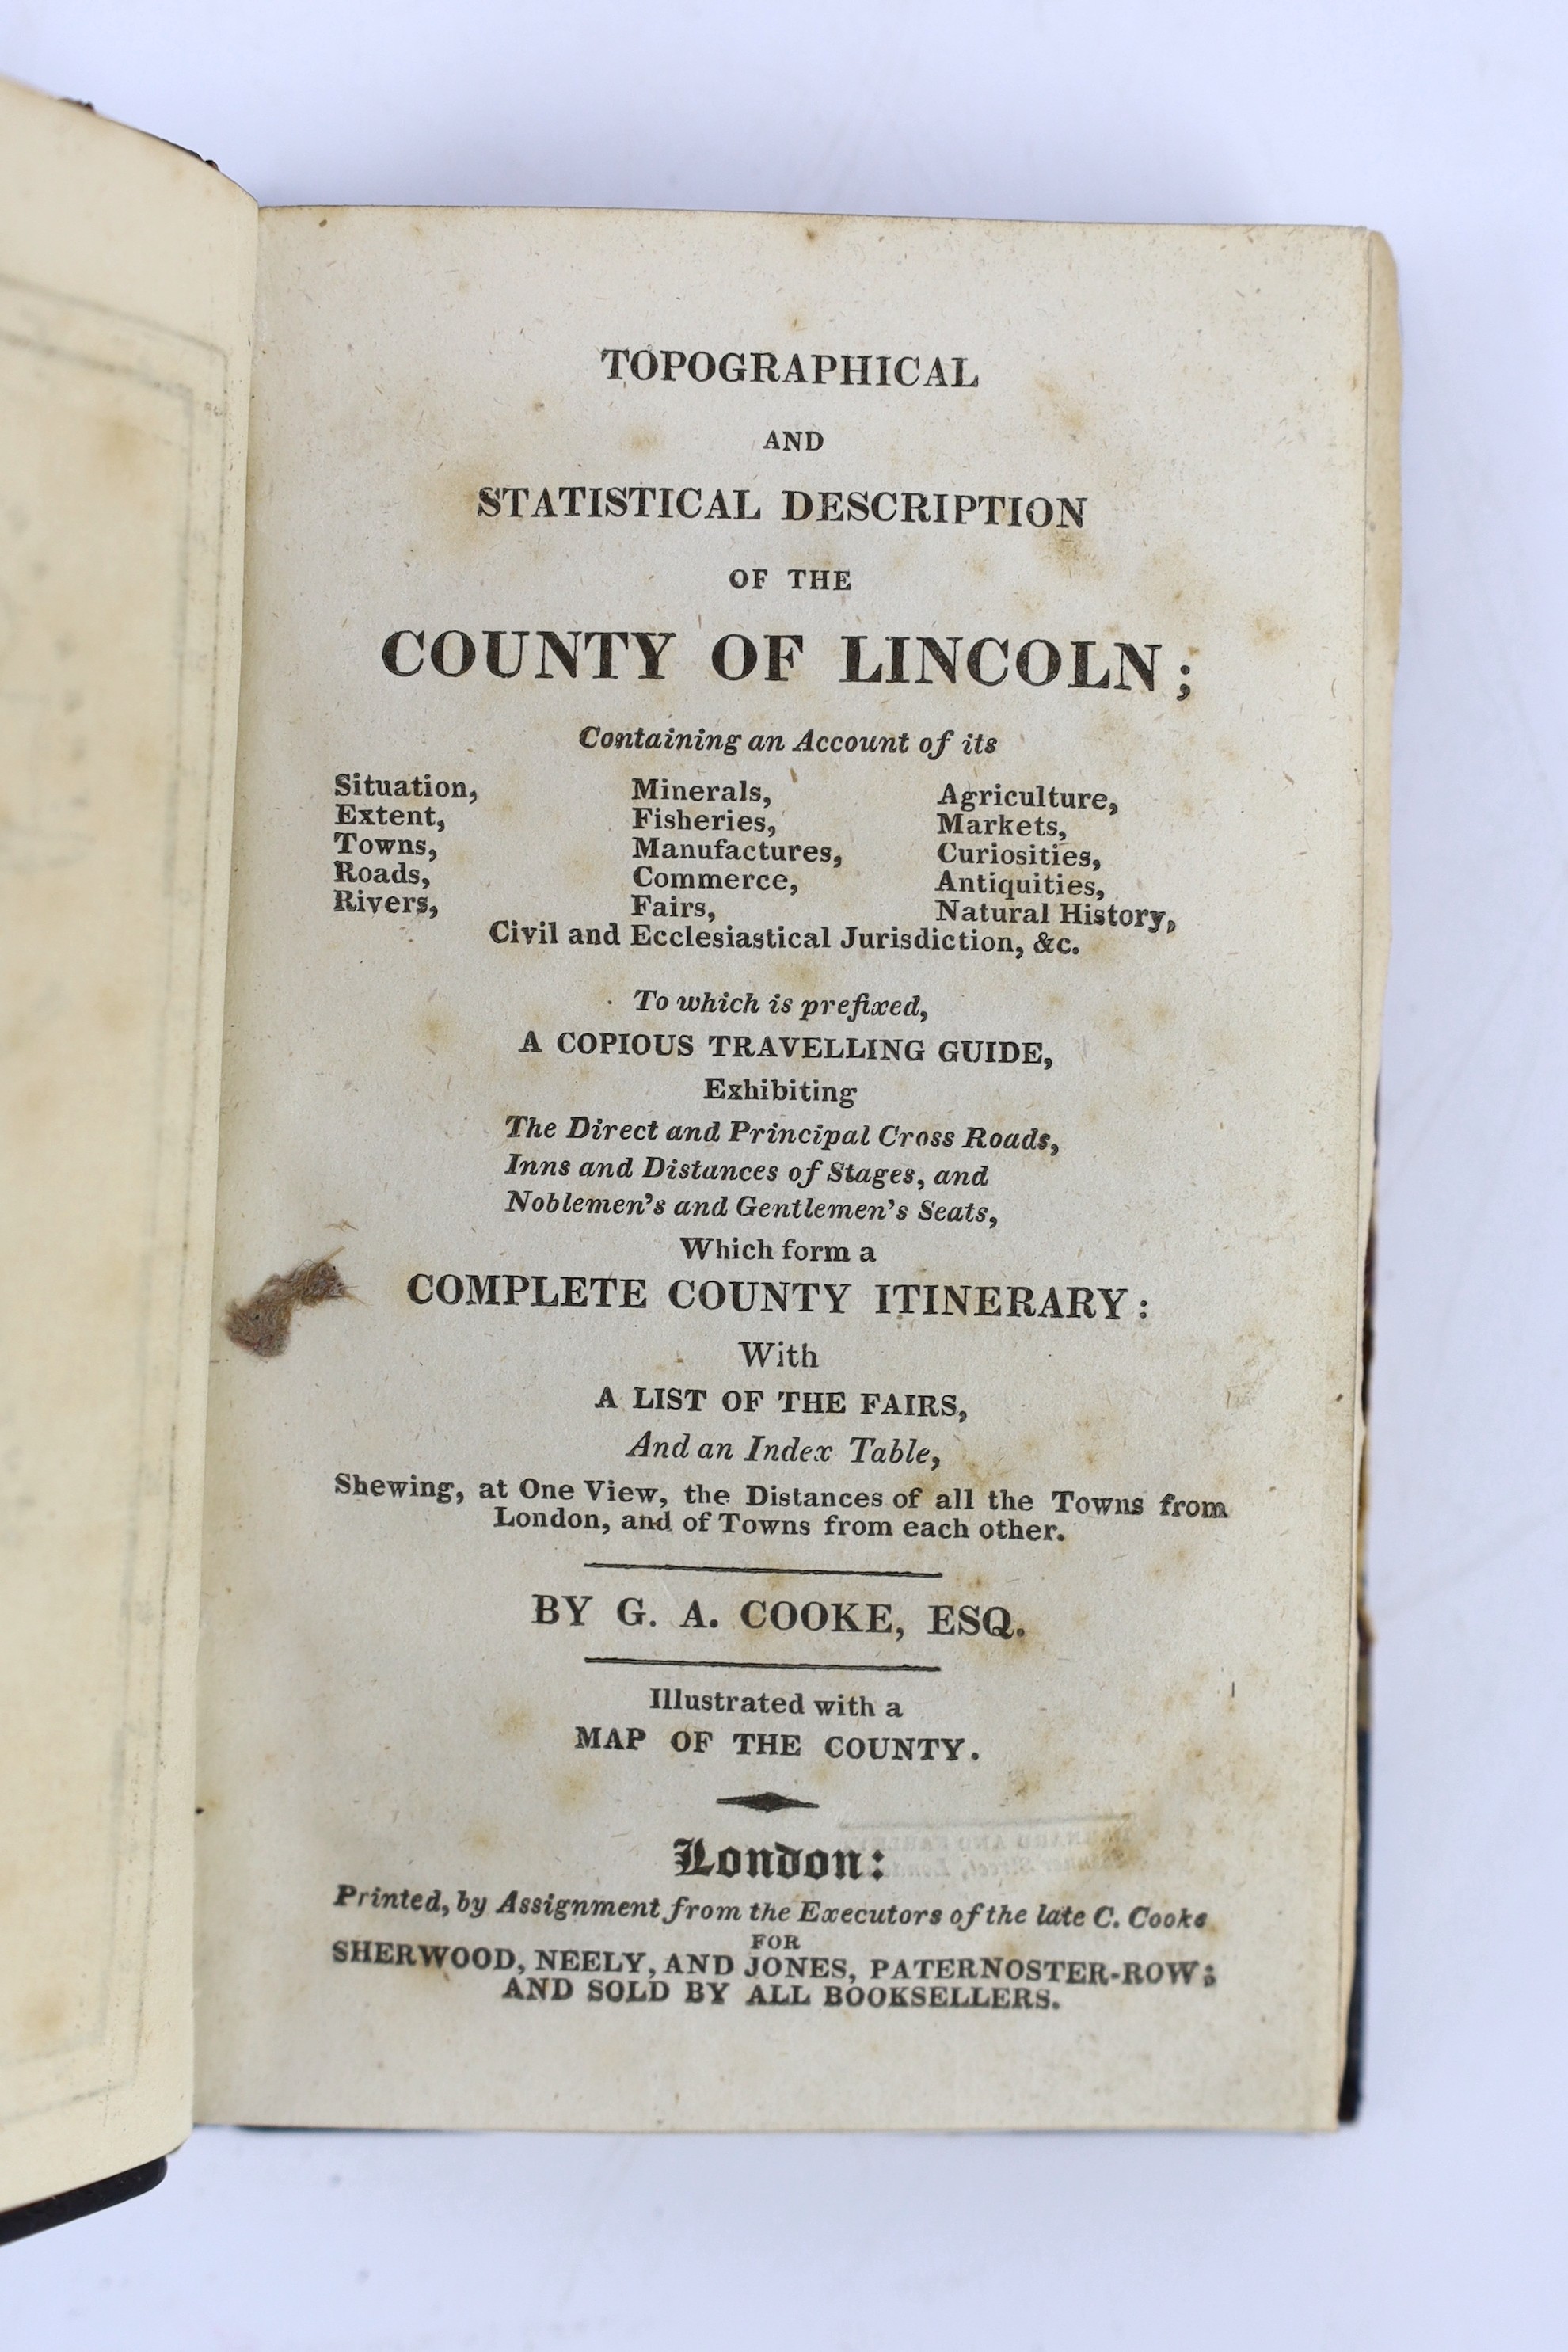 TOPOGRAPHICAL
AND
STATISTICAL DESCRIPTION
OF THE
COUNTY OF LINCOLN;
Containing an Account of its
Situation, Minerals, Agriculture,
Extent, Fisheries, Markets,
Towns, Manufactures, Curiosities,
Roads, Commerce, Antiquities,
Rivers, Fairs, Natural History,
Civil and Ecclesiastical Jurisdiction, &c.
To which is prefixed,
A COPIOUS TRAVELLING GUIDE,
Exhibiting
The Direct and Principal Cross Roads,
Inns and Distances of Stages, and
Noblemen's and Gentlemen's Seats,
Which form a
COMPLETE COUNTY ITINERARY:
With
A LIST OF THE FAIRS,
And an Index Table,
Shewing, at One View, the Distances of all the Towns from
London, and of Towns from each other.
BY G. A. COOKE, ESQ.
Illustrated with a
MAP OF THE COUNTY.
London:
Printed, by Assignment from the Executors of the late C. Cooke
FOR
SHERWOOD, NEELY, AND JONES, PATERNOSTER-ROW;
AND SOLD BY ALL BOOKSELLERS.